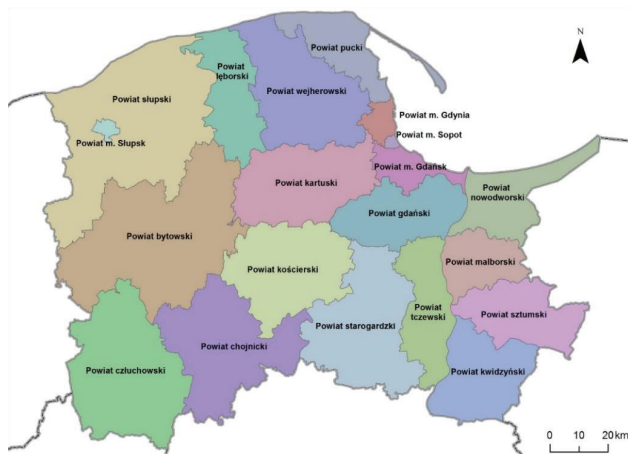 N
Powiat pucki
Powiat
lęborski
Powiat wejherowski
Powiat słupski
Powiat m. Gdynia
Powiat m. Sopot
Powiat m. Słupsk
Powiat m. Gdańsk
Powiat kartuski
Powiat
nowodworski
Powiat gdański
Powiat bytowski
Powiat kościerski
Powiat malborski
Powiat
tczewski
Powiat sztumski
Powiat starogardzki
Powiat chojnicki
Powiat człuchowski
Powiat kwidzyński
0 10 20 km